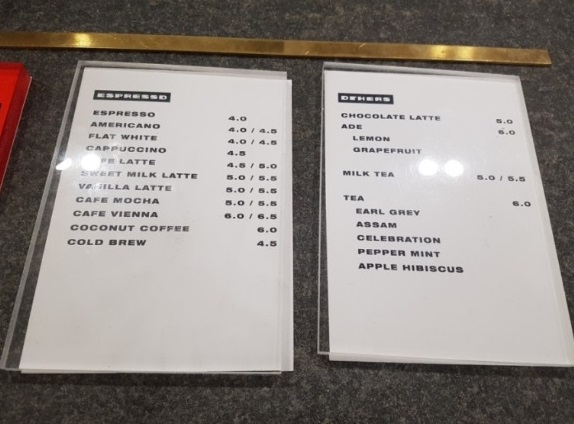 ESPRESSO
ESPRESSO 4.0
AMERICANO 4.0 / 4.5
FLAT WHITE 4.0 / 4.5
CAPPUCCINO 4.5
CAFE LATTE 4.5 / 5.0
SWEET MILK LATTE 5.0 / 5.5
VANILLA LATTE 5.0 / 5.5
CAFE MOCHA 5.0 / 5.5
CAFE VIENNA 6.0 / 6.5
COCONUT COFFEE 6.0
COLD BREW 4.5
OTHERS
CHOCOLATE LATTE 5.0
ADE 6.0
LEMON
GRAPEFRUIT
MILK TEA 5.0 / 5.5
TEA 6.0
EARL GREY
ASSAM
CELEBRATION
PEPPER MINT
APPLE HIBISCUS